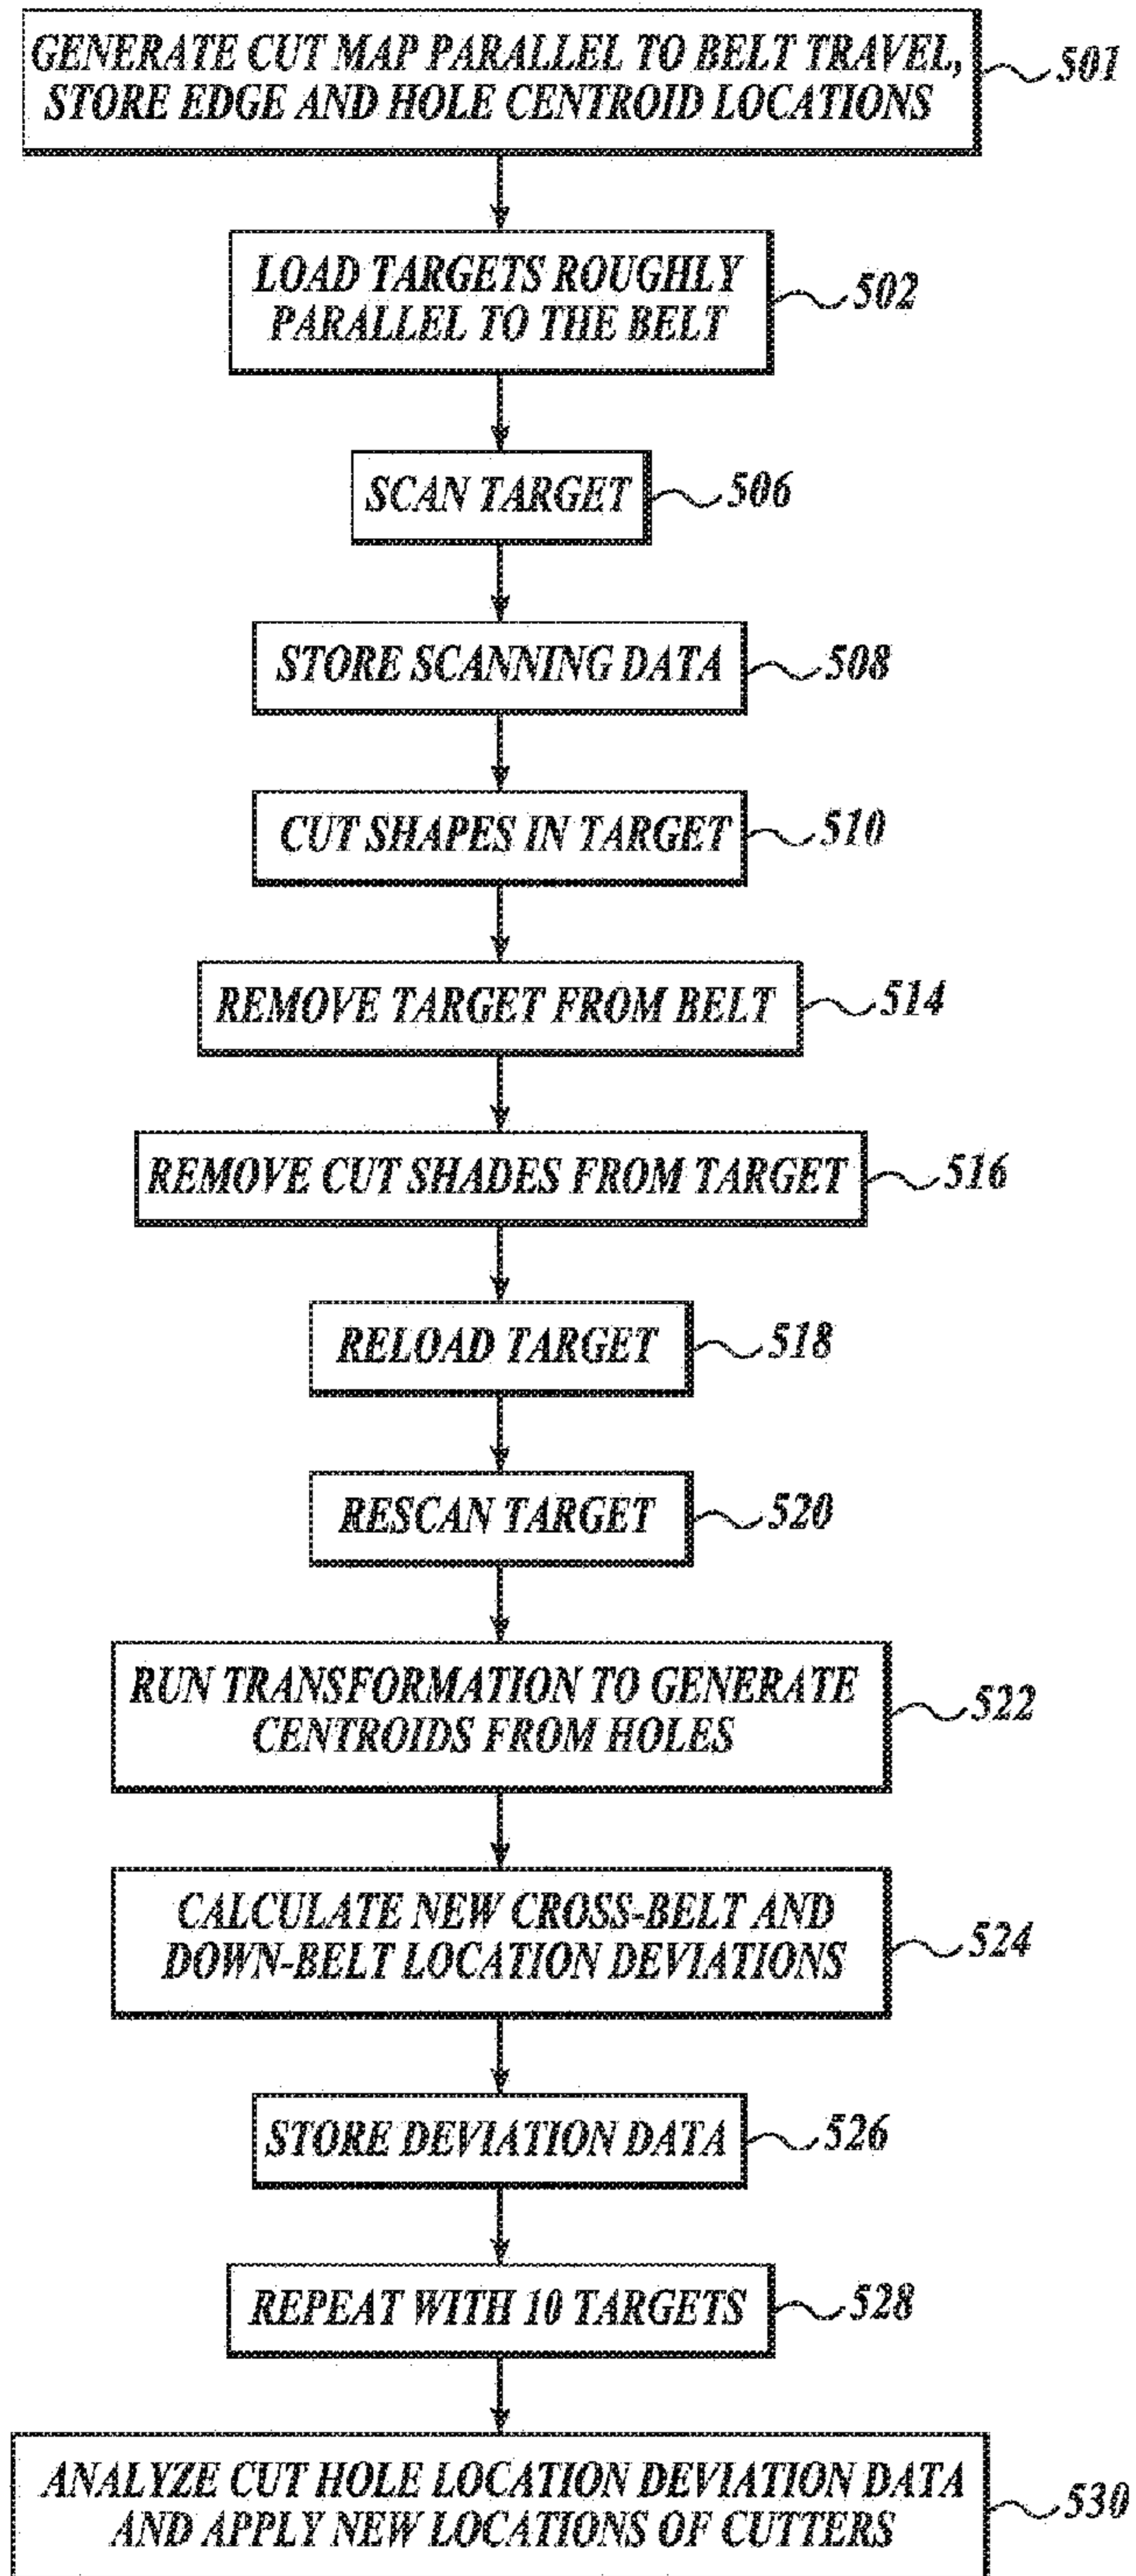 GENERATE CUT MAP PARALLEL TO BELT TRAVEL,
STORE EDGE AND HOLE CENTROID LOCATIONS
501
LOAD TARGETS ROUGHLY
PARALLEL TO THE BELT
502
SCAN TARGET
506
STORE SCANNING DATA
508
CUT SHAPES IN TARGET
510
REMOVE TARGET FROM BELT
514
REMOVE CUT SHADES FROM TARGET
516
RELOAD TARGET
518
RESCAN TARGET
520
RUN TRANSFORMATION TO GENERATE
CENTROIDS FROM HOLES
522
CALCULATE NEW CROSS-BELT AND
DOWN-BELT LOCATION DEVIATIONS
524
STORE DEVIATION DATA
526
REPEAT WITH 10 TARGETS
528
ANALYZE CUT HOLE LOCATION DEVIATION DATA
AND APPLY NEW LOCATIONS OF CUTTERS
530